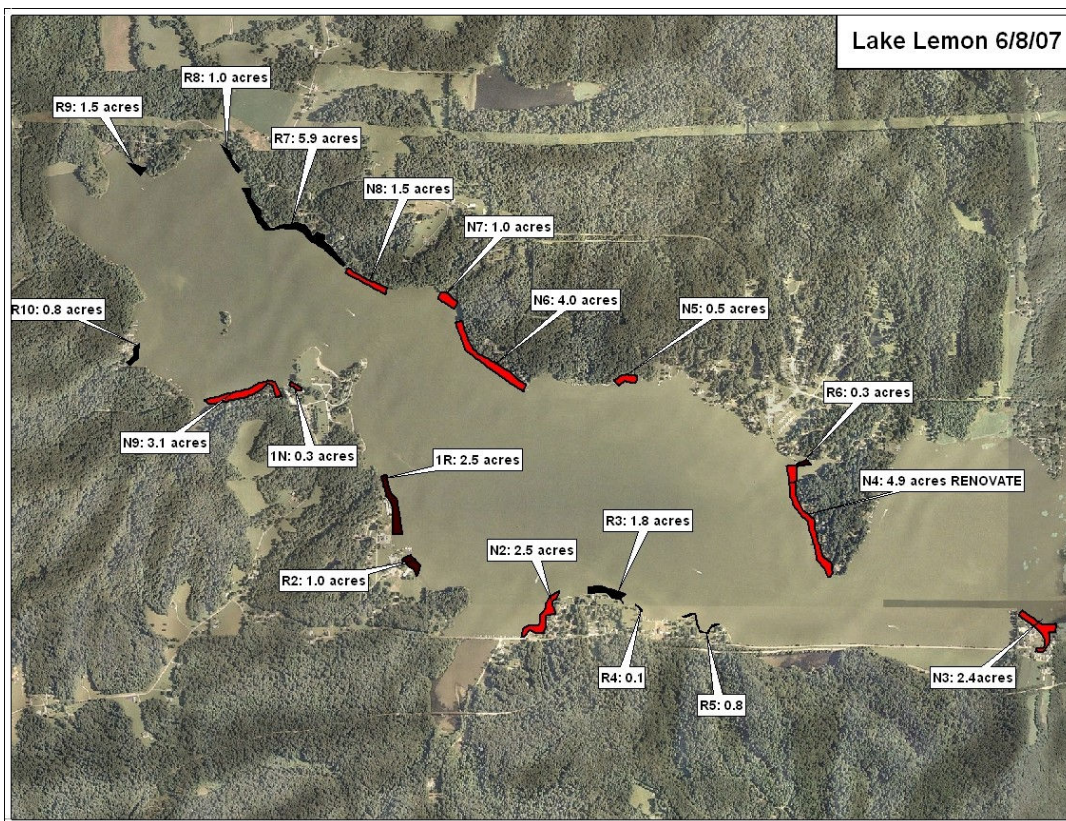 Lake Lemon 6/8/07
R8: 1.0 acres
R9: 1.5 acres
R7: 5.9 acres
N8: 1.5 acres
N7: 1.0 acres
N6: 4.0 acres
N5: 0.5 acres
R10: 0.8 acres
R6: 0.3 acres
N9: 3.1 acres
1N: 0.3 acres
1R: 2.5 acres
N4: 4.9 acres RENOVATE
R3: 1.8 acres
N2: 2.5 acres
R2: 1.0 acres
R4: 0.1
N3: 2.4acres
R5: 0.8